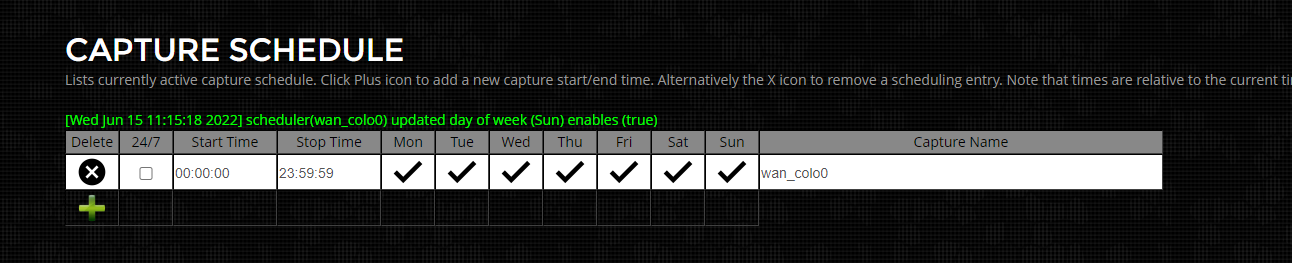 CAPTURE SCHEDULE
Lists currently active capture schedule. Click Plus icon to add a new capture start/end time. Alternatively the X icon to remove a scheduling entry. Note that times are relative to the current
[Wed Jun 15 11:15:18 2022] scheduler(wan_colo0) updated day of week (Sun) enables (true)
Delete 24/7 Start Time Stop Time Mon Tue Wed Thu Fri Sat Sun Capture Name
00:00:00 23:59:59 wan_colo0